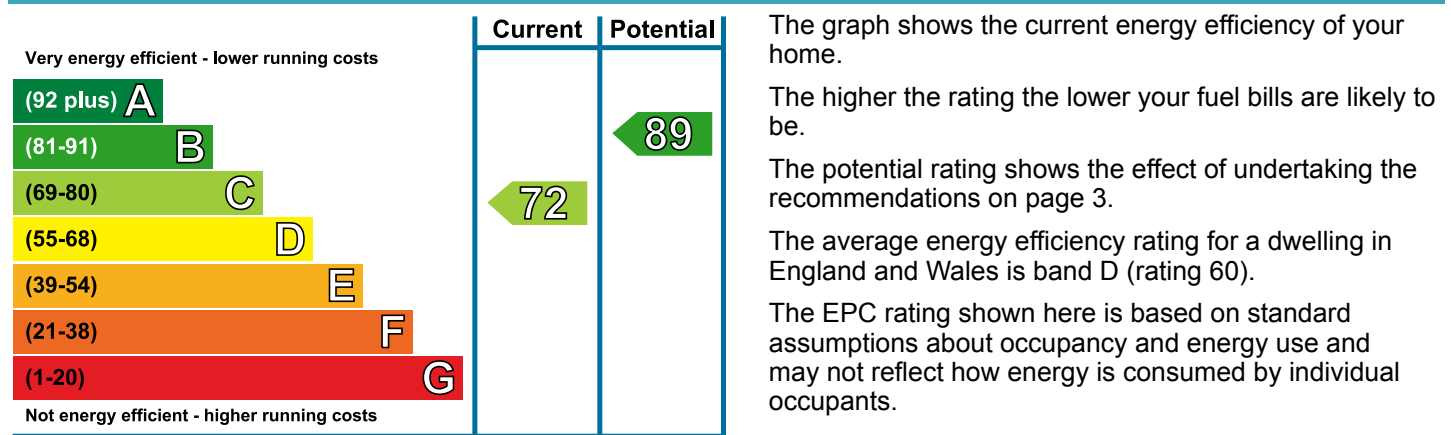 Current Potential
Very energy efficient - lower running costs
(92 plus) A
(81-91) B
(69-80) C
(55-68) D
(39-54) E
(21-38) F
(1-20) G
Not energy efficient - higher running costs
72
89
The graph shows the current energy efficiency of your
home.
The higher the rating the lower your fuel bills are likely to
be.
The potential rating shows the effect of undertaking the
recommendations on page 3.
The average energy efficiency rating for a dwelling in
England and Wales is band D (rating 60).
The EPC rating shown here is based on standard
assumptions about occupancy and energy use and
may not reflect how energy is consumed by individual
occupants.